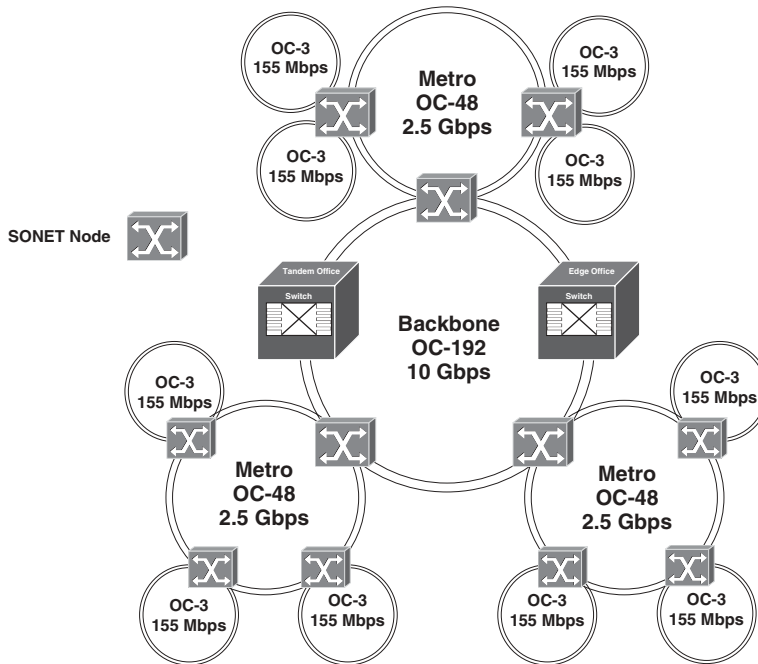 OC-3
155 Mbps
OC-3
155 Mbps
Metro
OC-48
2.5 Gbps
OC-3
155 Mbps
OC-3
155 Mbps
SONET Node
Tandem Office
Switch
Edge Office
Switch
Backbone
OC-192
10 Gbps
OC-3
155 Mbps
Metro
OC-48
2.5 Gbps
OC-3
155 Mbps
OC-3
155 Mbps
OC-3
155 Mbps
Metro
OC-48
2.5 Gbps
OC-3
155 Mbps
OC-3
155 Mbps